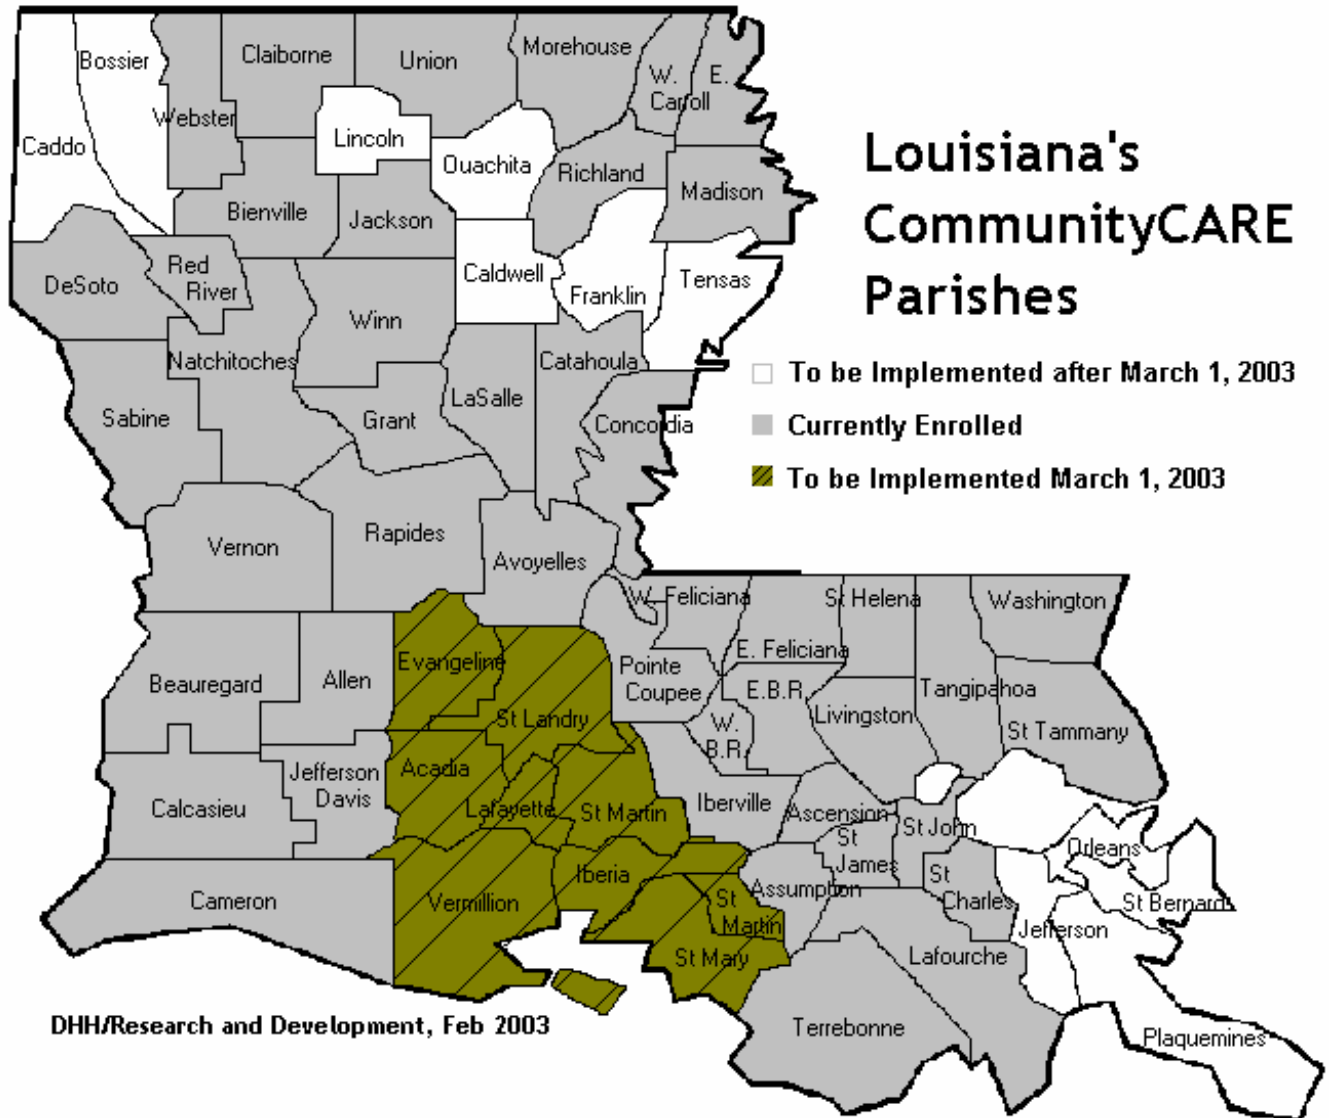 Louisiana's
CommunityCARE
Parishes
To be Implemented after March 1, 2003
Currently Enrolled
To be Implemented March 1, 2003
Bossier
Claiborne
Union
Morehouse
W.
Carroll
E.
Webster
Caddo
Lincoln
Ouachita
Richland
Madison
Bienville
Jackson
Red
River
DeSoto
Caldwell
Franklin
Tensas
Winn
Natchitoches
Catahoula
LaSalle
Sabine
Grant
Concordia
Vernon
Rapides
Avoyelles
W. Feliciana
St Helena
Washington
E. Feliciana
Evangeline
Pointe
Coupee
E.B.R.
Tangipahoa
Beauregard
Allen
St Landry
W.
B.R.
Livingston
St Tammany
Jefferson
Davis
Acadia
Calcasieu
Lafayette
St Martin
Iberville
Ascension
St John
St
James
Orleans
Iberia
Assumption
St
Charles
Cameron
Vermillion
St
Martin
St Bernard
Jefferson
St Mary
Lafourche
Terrebonne
Plaquemines
DHH/Research and Development, Feb 2003